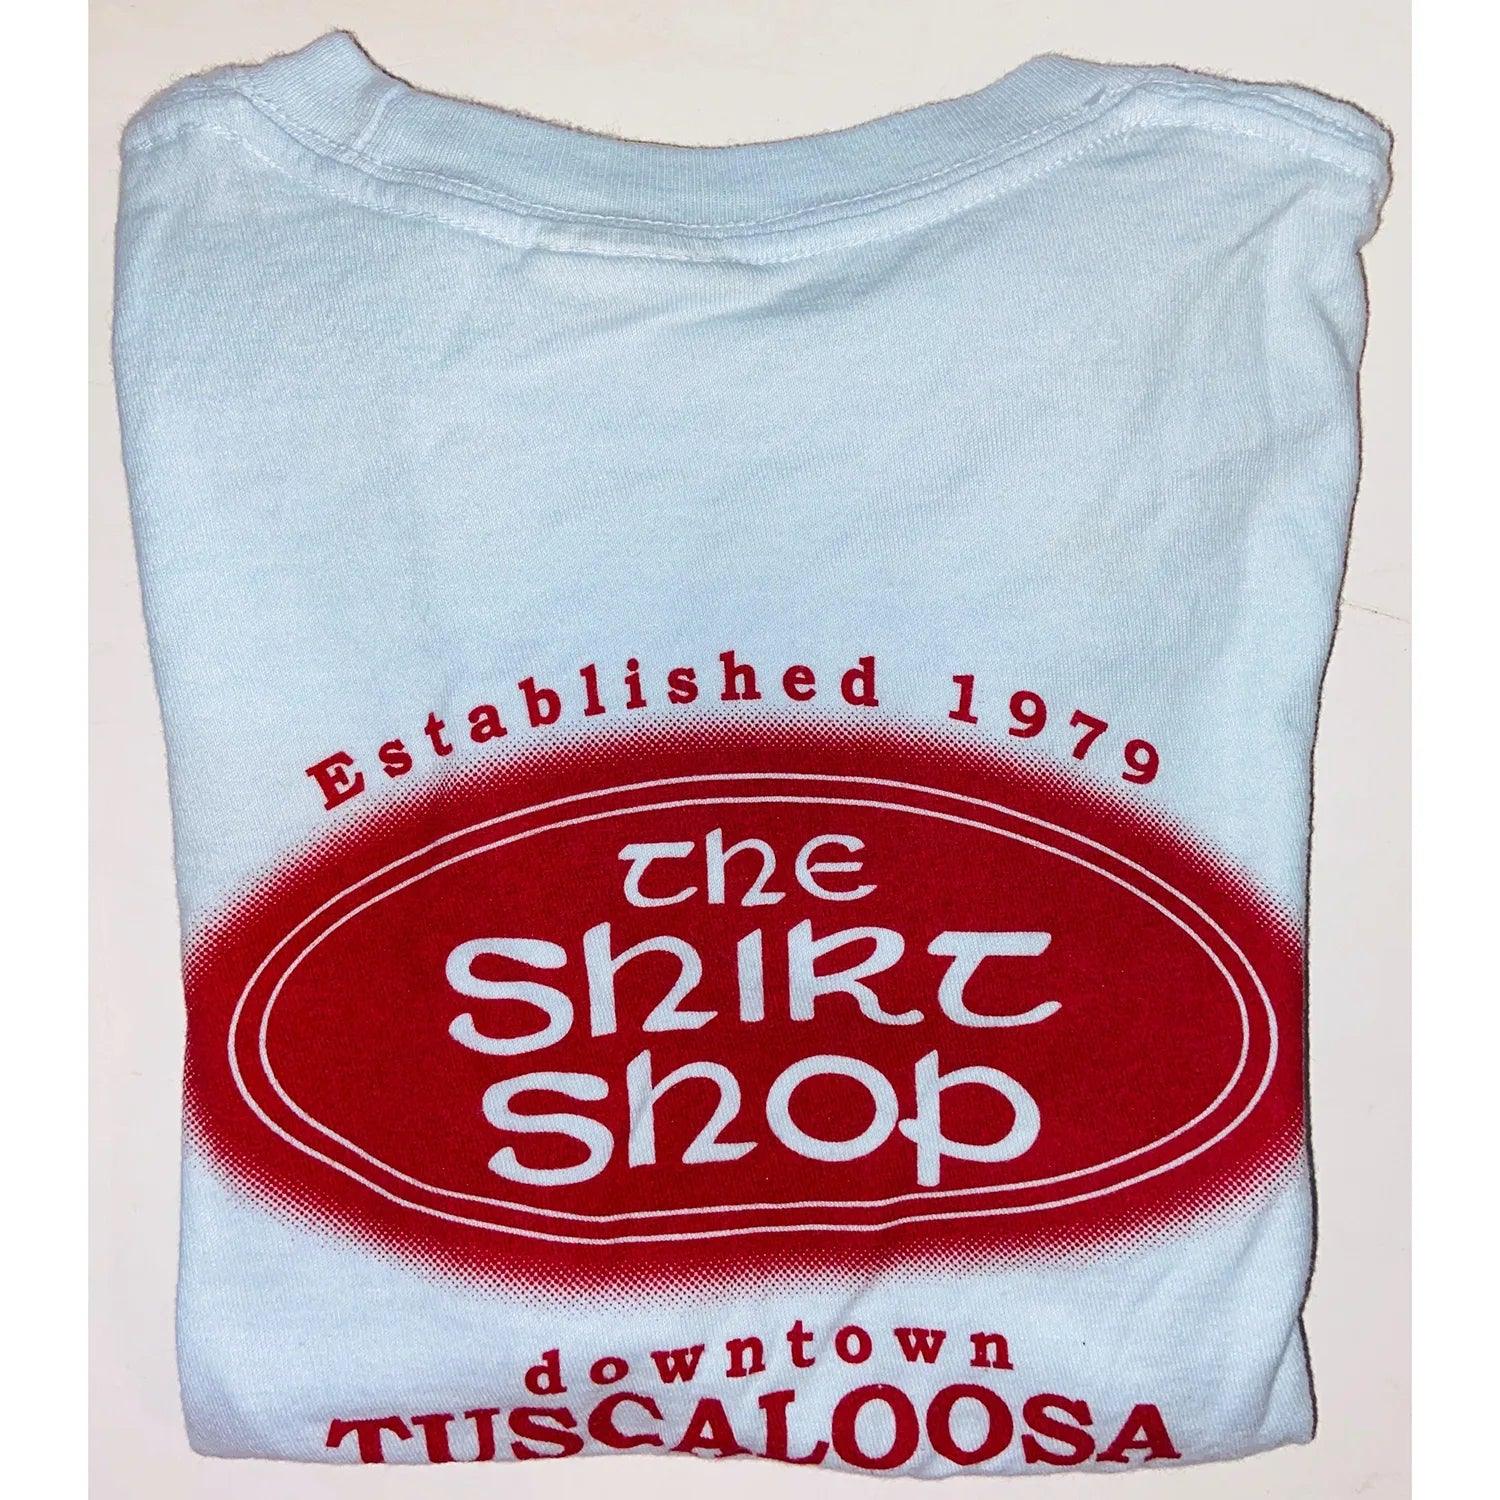 Established 1979
The
Shirt
Shop
downtown
TUSCALOOSA